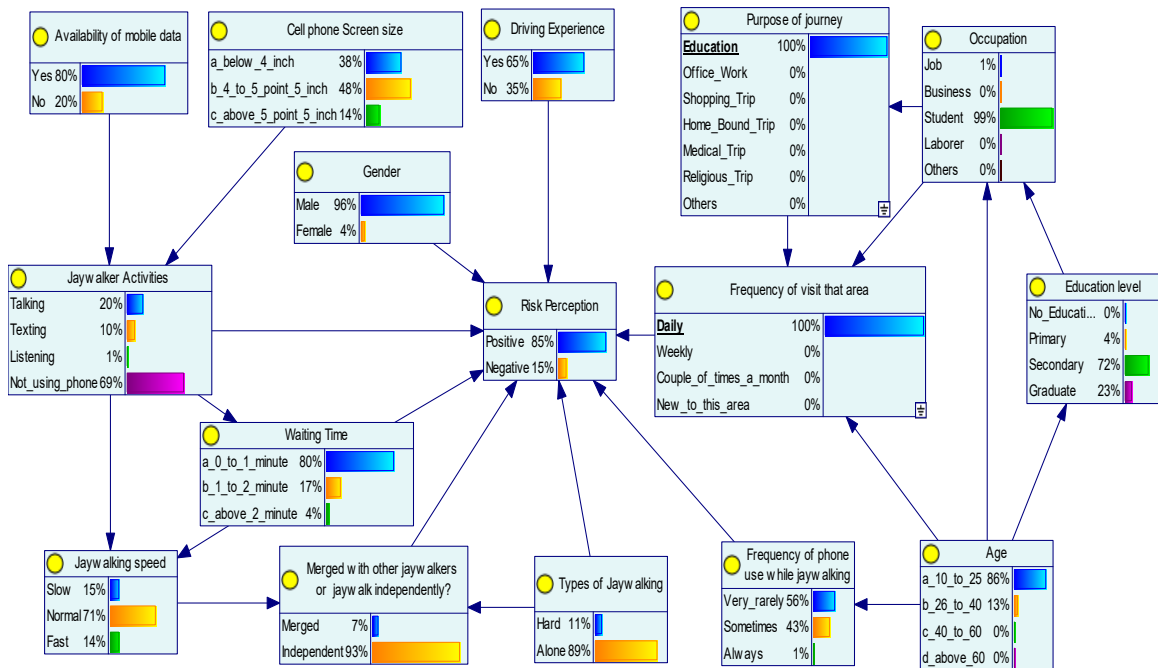 Availability of mobile data
Yes 80%
No 20%
Cell phone Screen size
a_below_4_inch 38%
b_4_to_5_point_5_inch 48%
c_above_5_point_5_inch 14%
Driving Experience
Yes 65%
No 35%
Purpose of journey
Education 100%
Office_Work 0%
Shopping_Trip 0%
Home_Bound_Trip 0%
Medical_Trip 0%
Religious_Trip 0%
Others 0%
Occupation
Job 1%
Business 0%
Student 99%
Laborer 0%
Others 0%
Gender
Male 96%
Female 4%
Jaywalker Activities
Talking 20%
Texting 10%
Listening 1%
Not_using_phone 69%
Risk Perception
Positive 85%
Negative 15%
Frequency of visit that area
Daily 100%
Weekly 0%
Couple_of_times_a_month 0%
New_to_this_area 0%
Education level
No_Educati... 0%
Primary 4%
Secondary 72%
Graduate 23%
Waiting Time
a_0_to_1_minute 80%
b_1_to_2_minute 17%
c_above_2_minute 4%
Jaywalking speed
Slow 15%
Normal 71%
Fast 14%
Merged with other jaywalkers
or jaywalk independently?
Merged 7%
Independent 93%
Types of Jaywalking
Hard 11%
Alone 89%
Frequency of phone
use while jaywalking
Very_rarely 56%
Sometimes 43%
Always 1%
Age
a_10_to_25 86%
b_26_to_40 13%
c_40_to_60 0%
d_above_60 0%